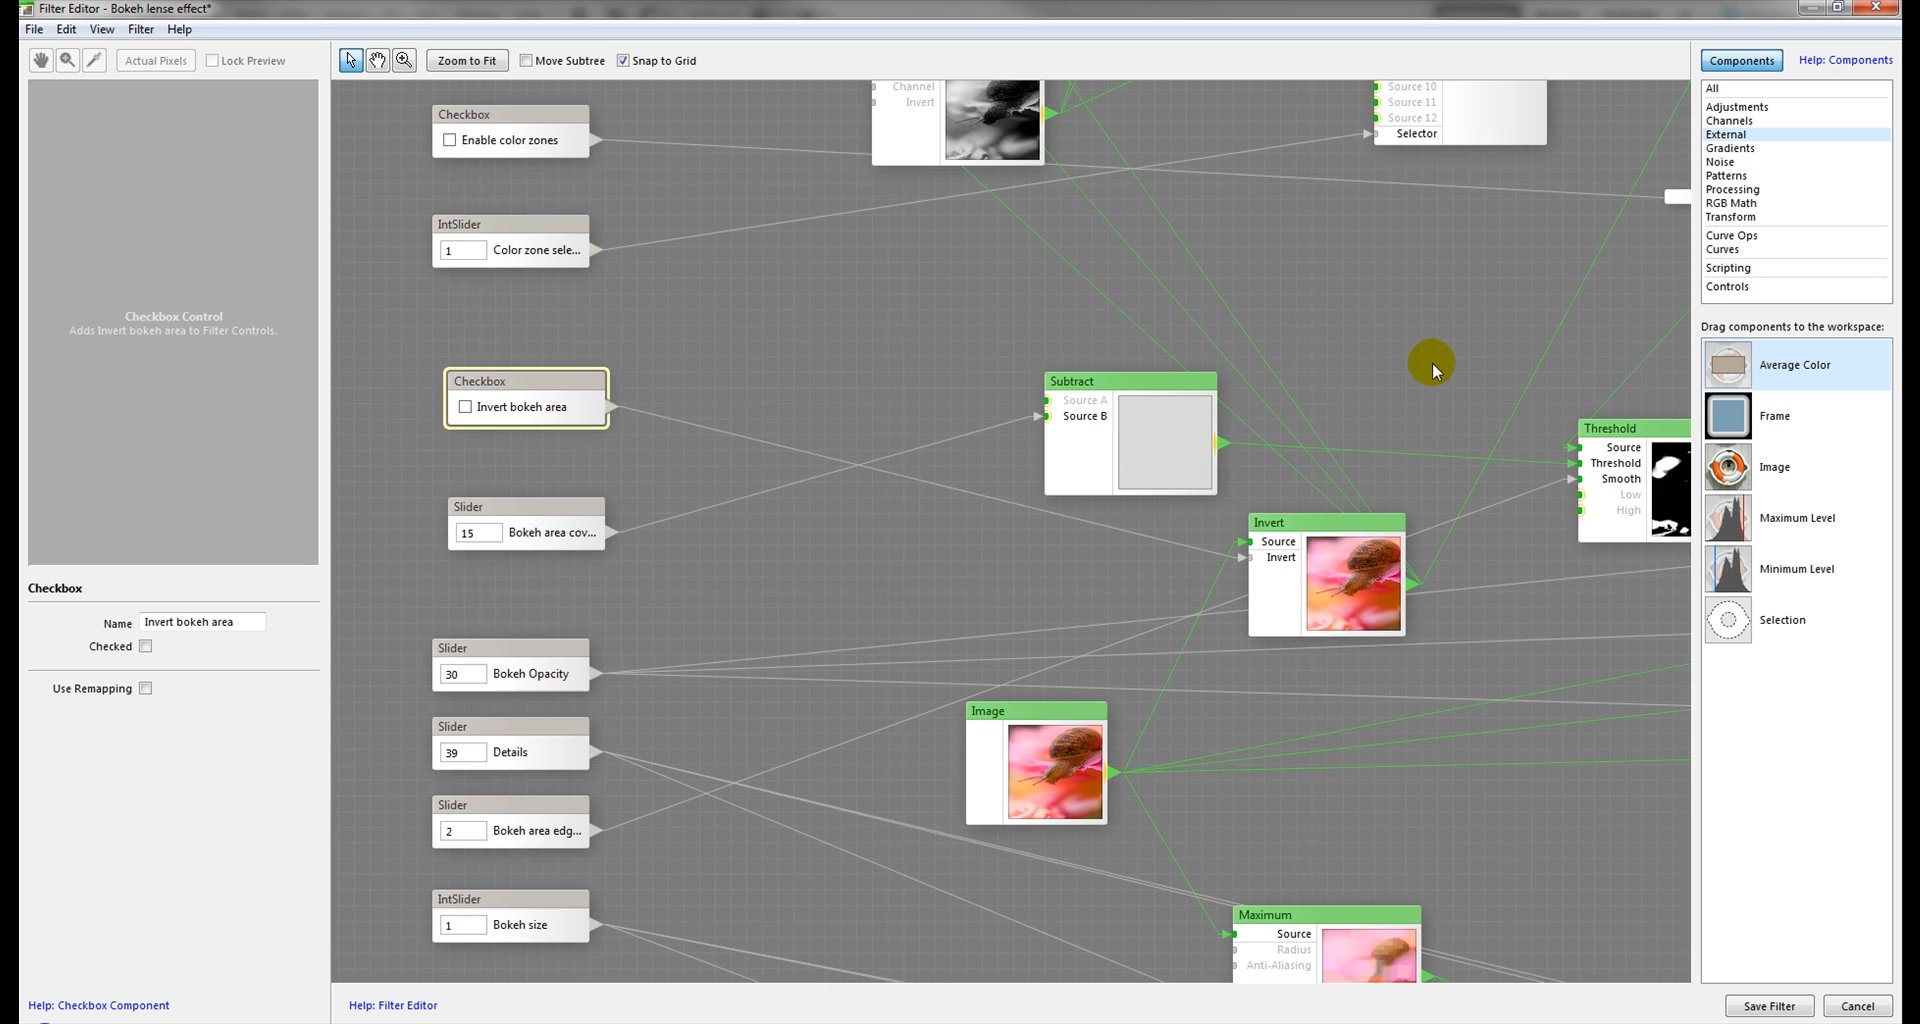 Filter Editor - Bokeh lense effect*
File Edit View Filter Help
Actual Pixels Lock Preview
Zoom to Fit Move Subtree Snap to Grid
Components Help: Components
Checkbox Control
Adds Invert bokeh area to Filter Controls.
Checkbox
Name Invert bokeh area
Checked
Use Remapping
Help: Checkbox Component
Checkbox
Enable color zones
IntSlider
1 Color zone sele...
Checkbox
Invert bokeh area
Slider
15 Bokeh area cov...
Slider
30 Bokeh Opacity
Slider
39 Details
Slider
2 Bokeh area edg...
IntSlider
1 Bokeh size
Channel
Invert
Source 10
Source 11
Source 12
Selector
Subtract
Source A
Source B
Invert
Source
Invert
Threshold
Source
Threshold
Smooth
Low
High
Image
Maximum
Source
Radius
Anti-Aliasing
Help: Filter Editor
All
Adjustments
Channels
External
Gradients
Noise
Patterns
Processing
RGB Math
Transform
Curve Ops
Curves
Scripting
Controls
Drag components to the workspace:
Average Color
Frame
Image
Maximum Level
Minimum Level
Selection
Save Filter Cancel